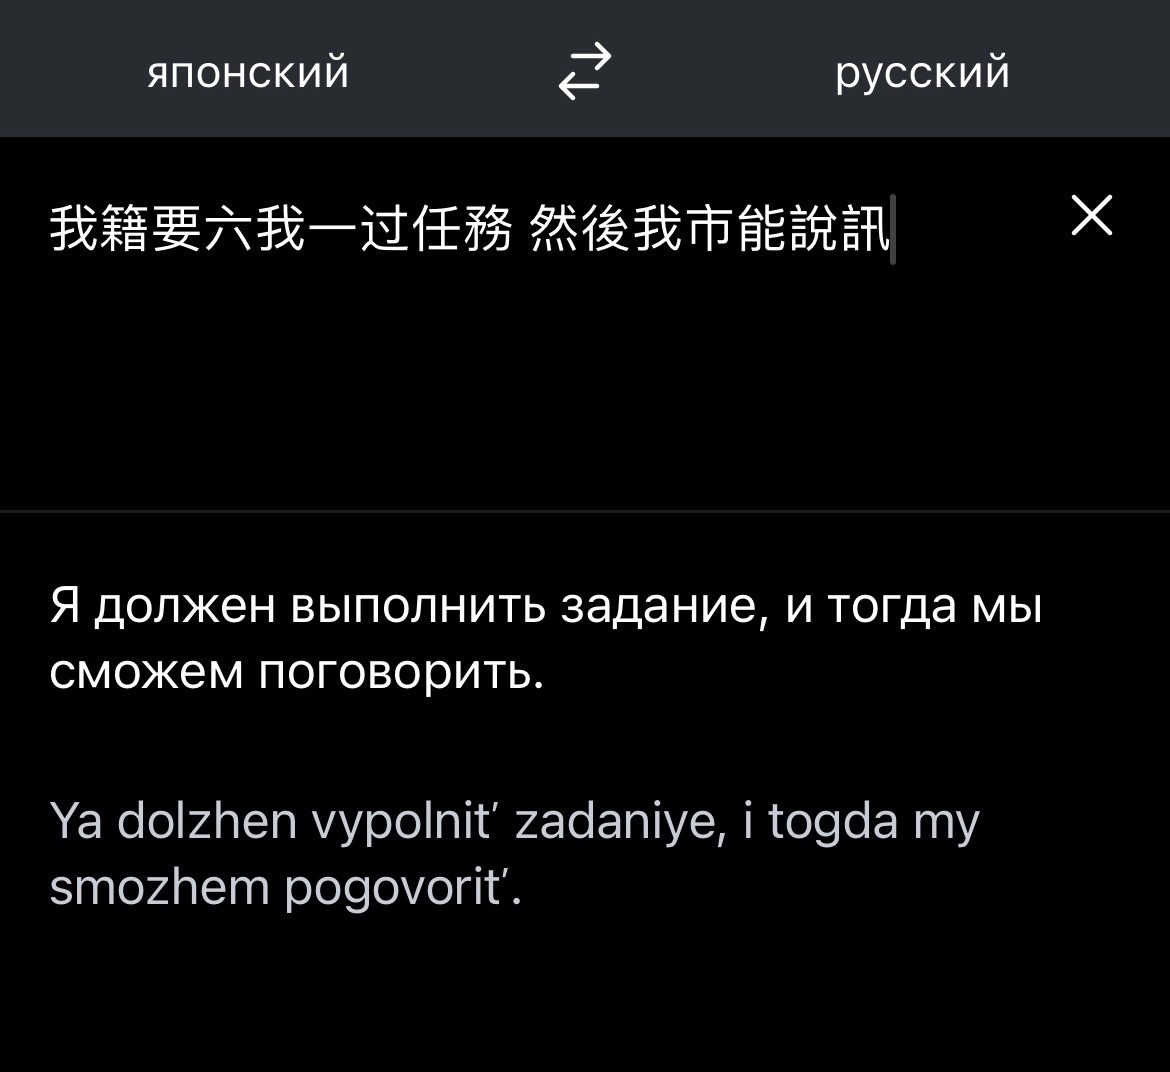 японский русский
我籍要六我一过任務 然後我市能說訊
Я должен выполнить задание, и тогда мы
сможем поговорить.
Ya dolzhen vypolnit’ zadaniye, i togda my
smozhem pogovorit’.